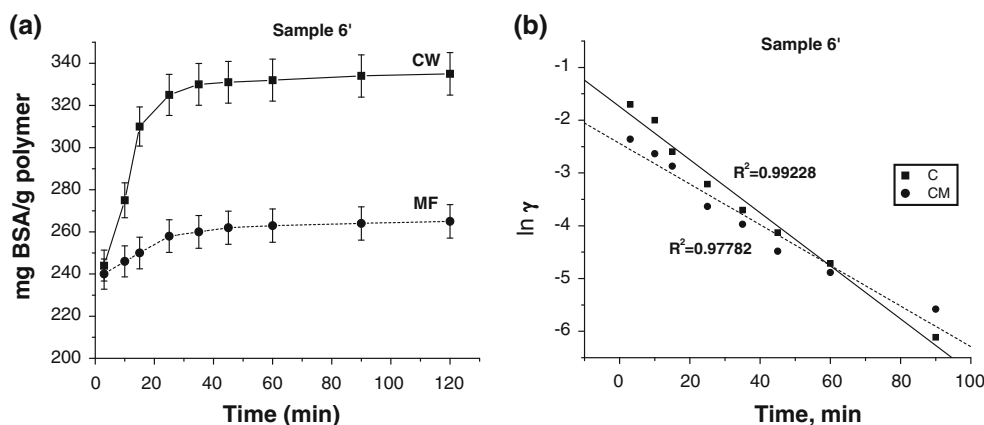 (a)
Sample 6'
CW
MF
mg BSA/g polymer
340
320
300
280
260
240
220
200
0 20 40 60 80 100 120
Time (min)
(b)
Sample 6'
-1
-2
-3
-4
-5
-6
ln γ
R²=0.99228
R²=0.97782
C
CM
0 20 40 60 80 100
Time, min